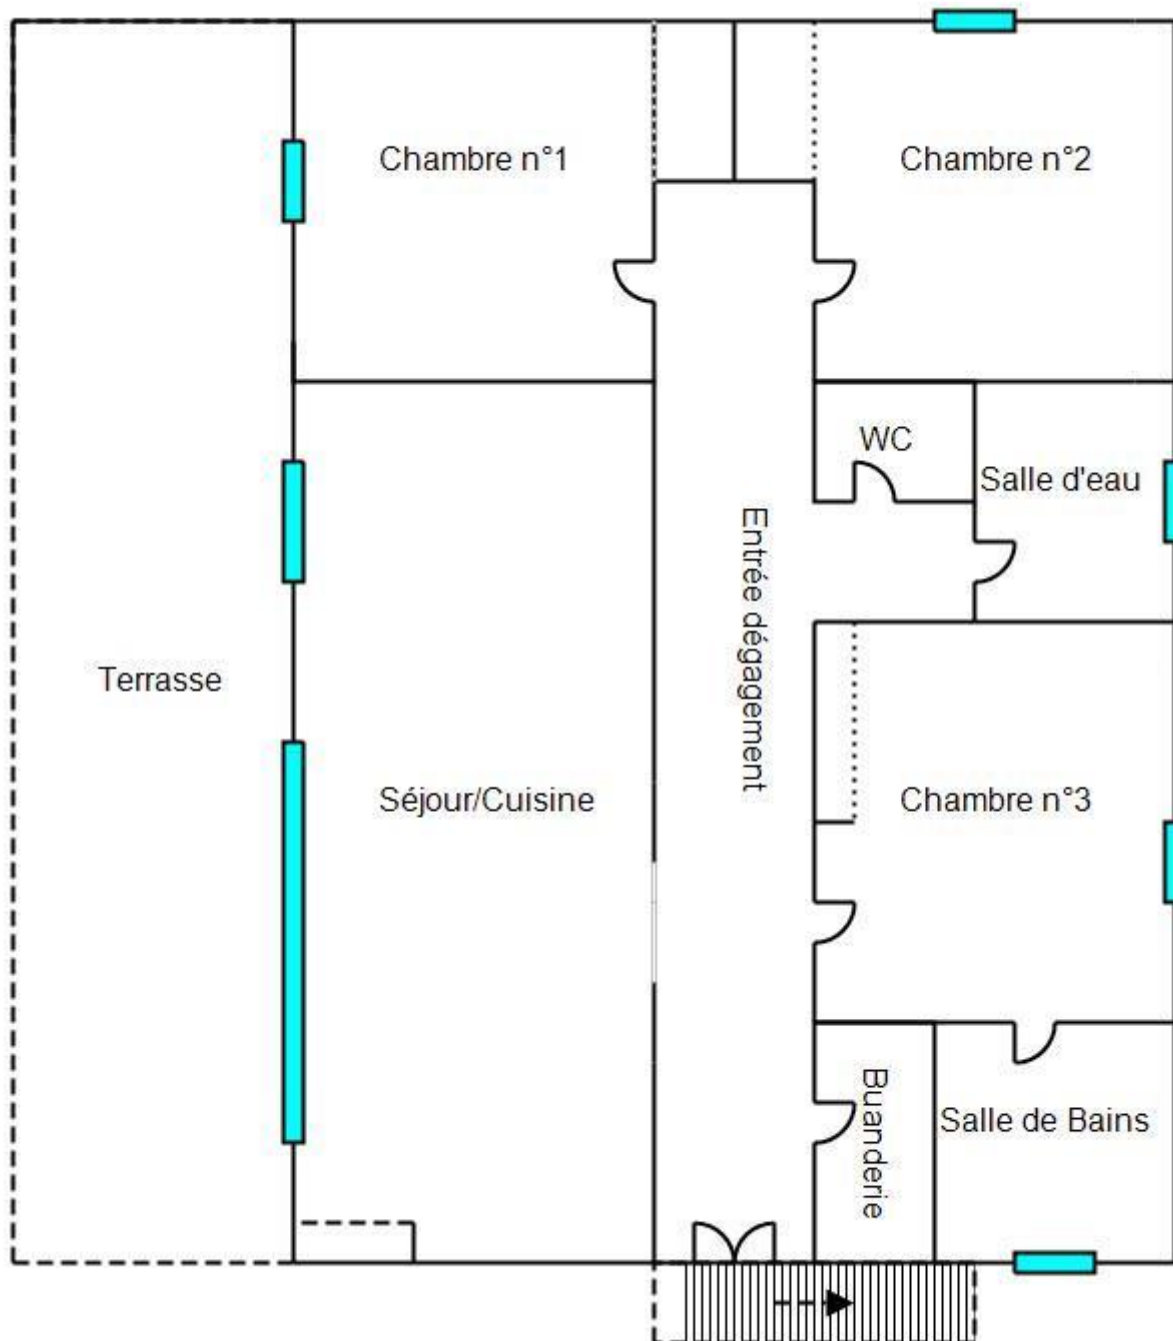 Chambre n°1
Chambre n°2
WC
Salle d'eau
Entrée dégagement
Terrasse
Séjour/Cuisine
Chambre n°3
Buanderie
Salle de Bains